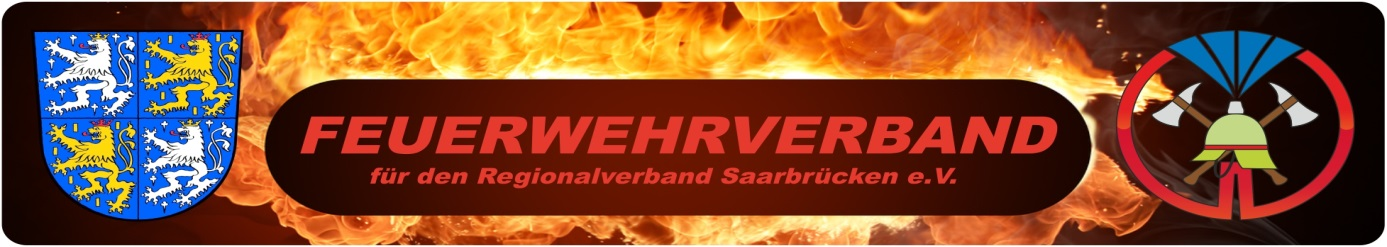 FEUERWEHRVERBAND
für den Regionalverband Saarbrücken e.V.